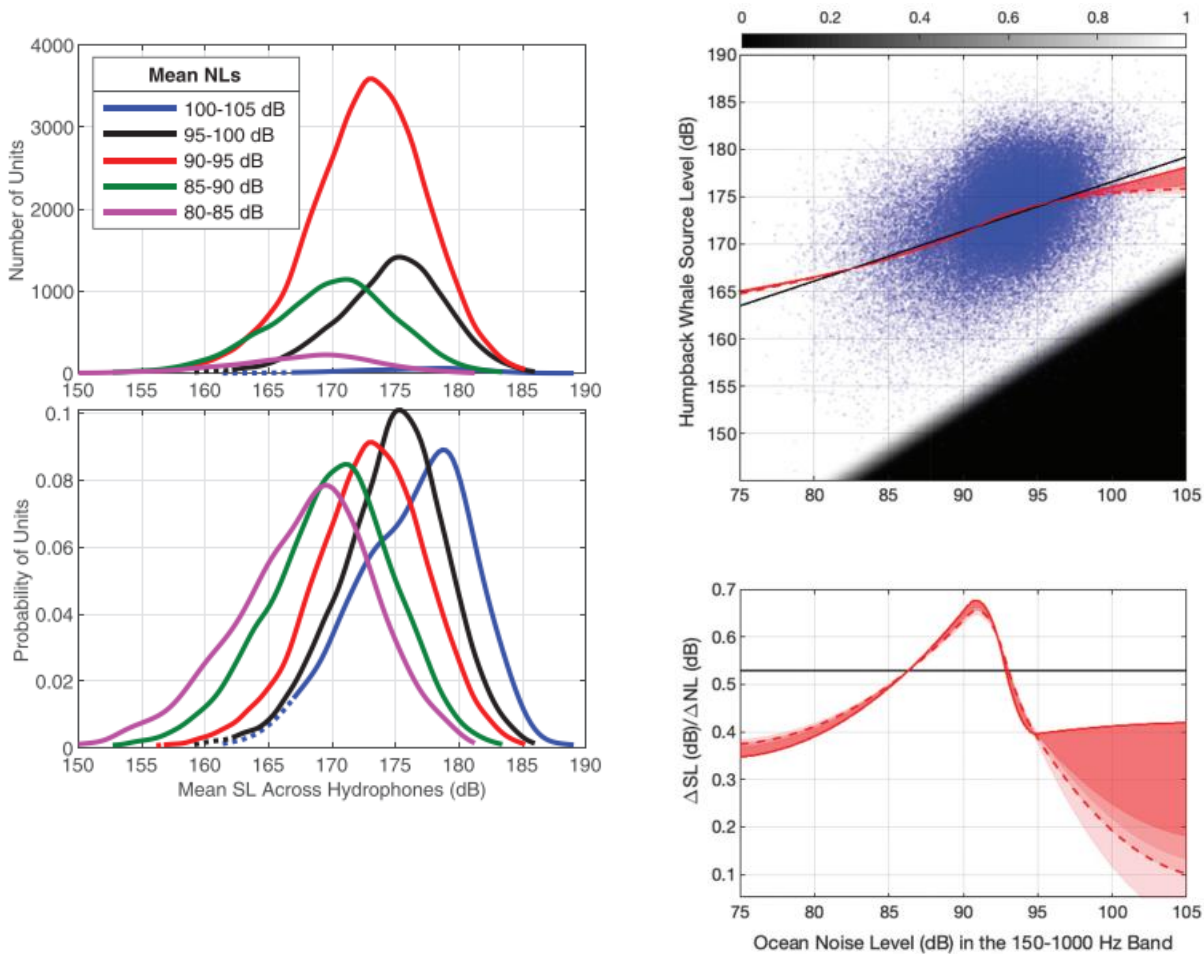 4000
3000
2000
1000
0
Number of Units
Mean NLs
100-105 dB
95-100 dB
90-95 dB
85-90 dB
80-85 dB
150 155 160 165 170 175 180 185 190
0.1
0.08
0.06
0.04
0.02
0
Probability of Units
150 155 160 165 170 175 180 185 190
Mean SL Across Hydrophones (dB)
0 0.2 0.4 0.6 0.8 1
190
185
180
175
170
165
160
155
150
Humpback Whale Source Level (dB)
75 80 85 90 95 100 105
0.7
0.6
0.5
0.4
0.3
0.2
0.1
ΔSL (dB)/ΔNL (dB)
75 80 85 90 95 100 105
Ocean Noise Level (dB) in the 150-1000 Hz Band